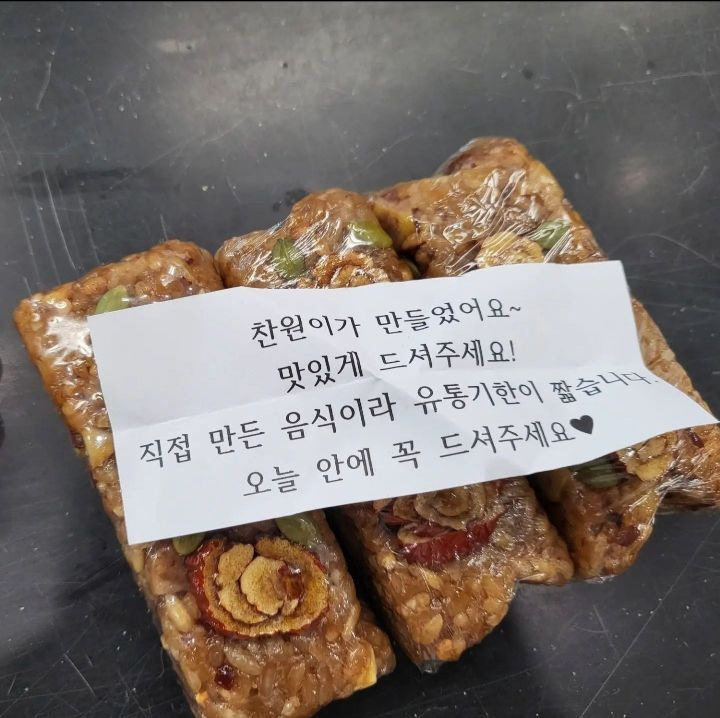 찬원이가 만들었어요~
맛있게 드셔주세요!
직접 만든 음식이라 유통기한이 짧습니다.
오늘 안에 꼭 드셔주세요♥